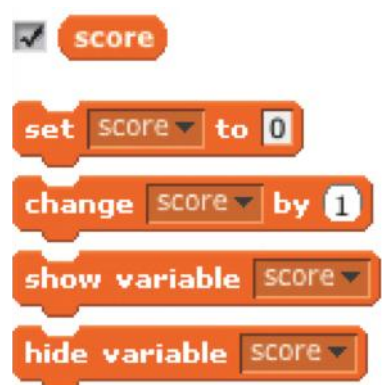 score
set score to 0
change score by 1
show variable score
hide variable score